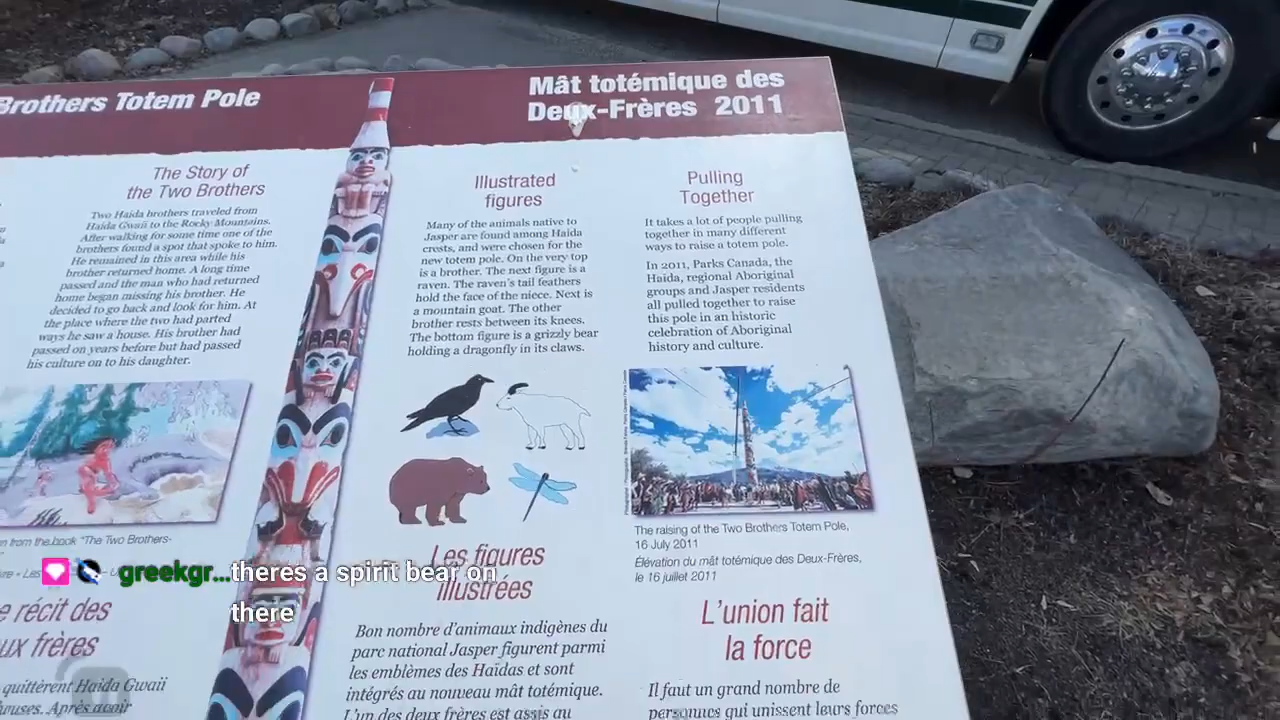 Brothers Totem Pole
Mât totémique des
Deux-Frères 2011
The Story of
the Two Brothers
Two Haida brothers traveled from
Haida Gwaii to the Rocky Mountains.
After walking for some time one of the
brothers found a spot that spoke to him.
He remained in this area while his
brother returned home. A long time
passed and the man who had returned
home began missing his brother. He
decided to go back and look for him. At
the place where the two had parted
ways he saw a house. His brother had
passed on years before but had passed
his culture on to his daughter.
on from the book "The Two Brothers-
e récit des
ux frères
quittèrent Haida Gwaii
Illustrated
figures
Many of the animals native to
Jasper are found among Haida
crests, and were chosen for the
new totem pole. On the very top
is a brother. The next figure is a
raven. The raven's tail feathers
hold the face of the niece. Next is
a mountain goat. The other
brother rests between its knees.
The bottom figure is a grizzly bear
holding a dragonfly in its claws.
Les figures
illustrées
Bon nombre d'animaux indigènes du
parc national Jasper figurent parmi
les emblèmes des Haïdas et sont
intégrés au nouveau mât totémique.
L'un des deux frères est assis au
Pulling
Together
It takes a lot of people pulling
together in many different
ways to raise a totem pole.
In 2011, Parks Canada, the
Haida, regional Aboriginal
groups and Jasper residents
all pulled together to raise
this pole in an historic
celebration of Aboriginal
history and culture.
The raising of the Two Brothers Totem Pole,
16 July 2011
Élévation du mât totémique des Deux-Frères,
le 16 juillet 2011
L'union fait
la force
Il faut un grand nombre de
personnes qui unissent leurs forces
greekgr...theres a spirit bear on
there